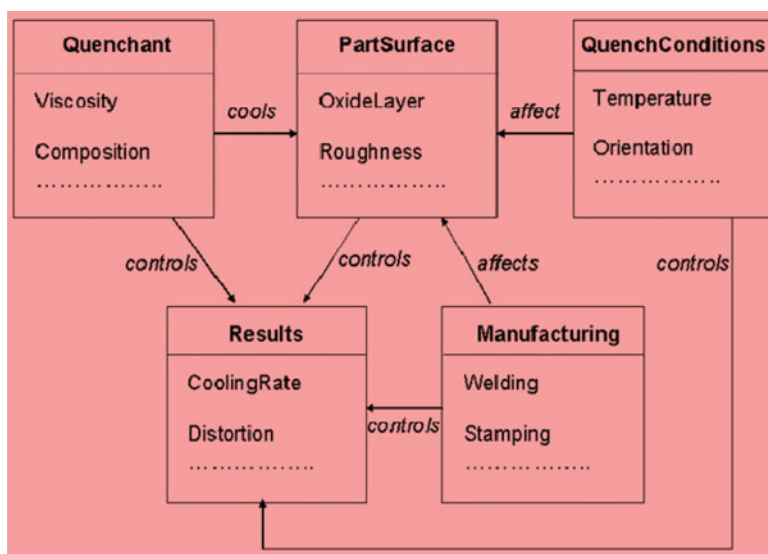 Quenchant
Viscosity
Composition
………………
cools
PartSurface
OxideLayer
Roughness
………………
affect
QuenchConditions
Temperature
Orientation
………………
controls
controls
affects
controls
Results
CoolingRate
Distortion
………………
controls
Manufacturing
Welding
Stamping
………………